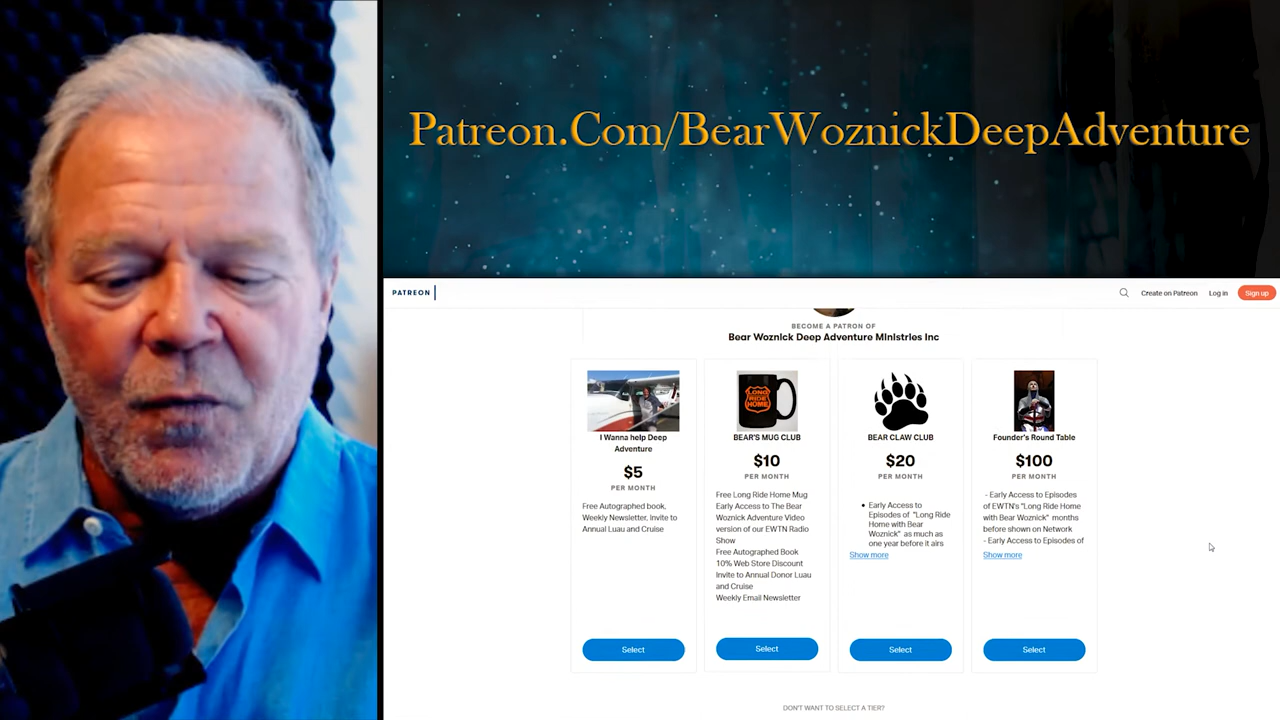 Patreon.Com/BearWoznickDeepAdventure
PATREON
Create on Patreon
Log in
Sign up
BECOME A PATRON OF
Bear Woznick Deep Adventure Ministries Inc
I Wanna help Deep
Adventure
$5
PER MONTH
Free Autographed book,
Weekly Newsletter, Invite to
Annual Luau and Cruise
Select
LONG
RIDE
HOME
BEAR'S MUG CLUB
$10
PER MONTH
Free Long Ride Home Mug
Early Access to The Bear
Woznick Adventure Video
version of our EWTN Radio
Show
Free Autographed Book
10% Web Store Discount
Invite to Annual Donor Luau
and Cruise
Weekly Email Newsletter
Select
BEAR CLAW CLUB
$20
PER MONTH
• Early Access to
Episodes of "Long Ride
Home with Bear
Woznick" as much as
one year before it airs
Show more
Select
Founder's Round Table
$100
PER MONTH
- Early Access to Episodes
of EWTN's "Long Ride Home
with Bear Woznick" months
before shown on Network
- Early Access to Episodes of
Show more
Select
DON'T WANT TO SELECT A TIER?